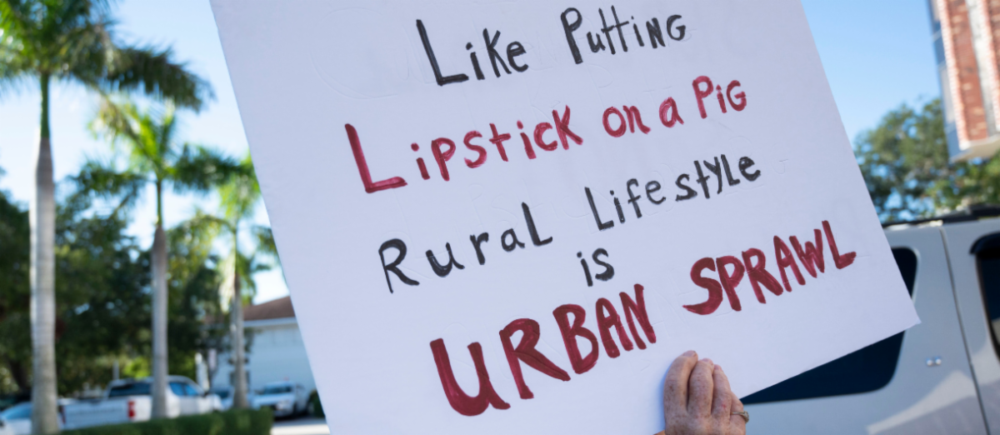 Like Putting
Lipstick on a Pig
Rural Lifestyle
is
URBAN SPRAWL